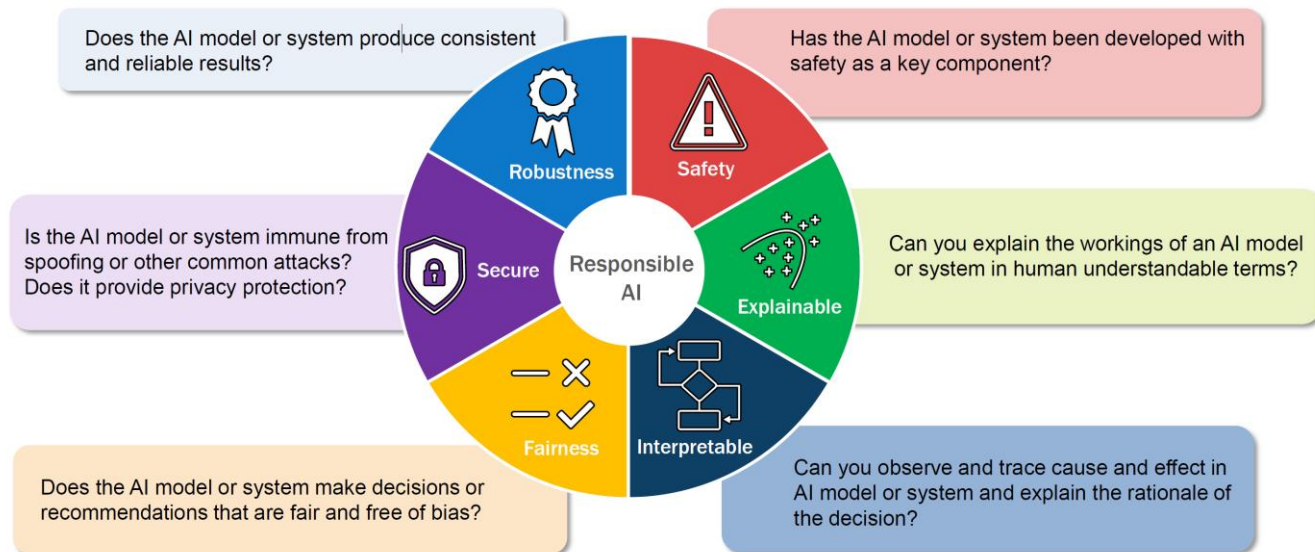 Does the AI model or system produce consistent
and reliable results?
Has the AI model or system been developed with
safety as a key component?
Robustness
Safety
Is the AI model or system immune from
spoofing or other common attacks?
Does it provide privacy protection?
Secure
Responsible
AI
Explainable
Can you explain the workings of an AI model
or system in human understandable terms?
Fairness
Interpretable
Does the AI model or system make decisions or
recommendations that are fair and free of bias?
Can you observe and trace cause and effect in
AI model or system and explain the rationale of
the decision?